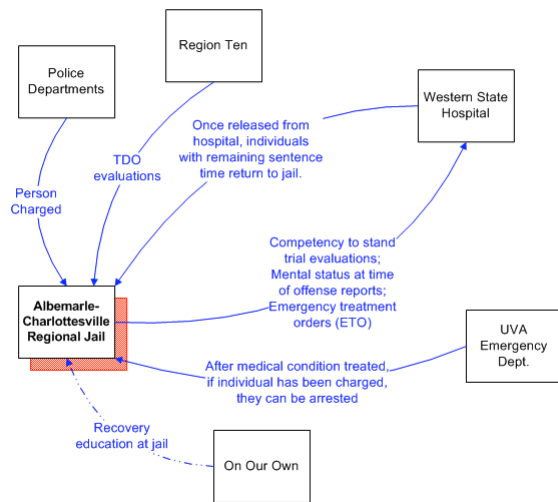 Region Ten
Police
Departments
Western State
Hospital
Once released from
hospital, individuals
with remaining sentence
time return to jail.
TDO
evaluations
Person
Charged
Competency to stand
trial evaluations;
Mental status at time
of offense reports;
Emergency treatment
orders (ETO)
Albemarle-
Charlottesville
Regional Jail
UVA
Emergency
Dept.
After medical condition treated,
if individual has been charged,
they can be arrested
Recovery
education at jail
On Our Own